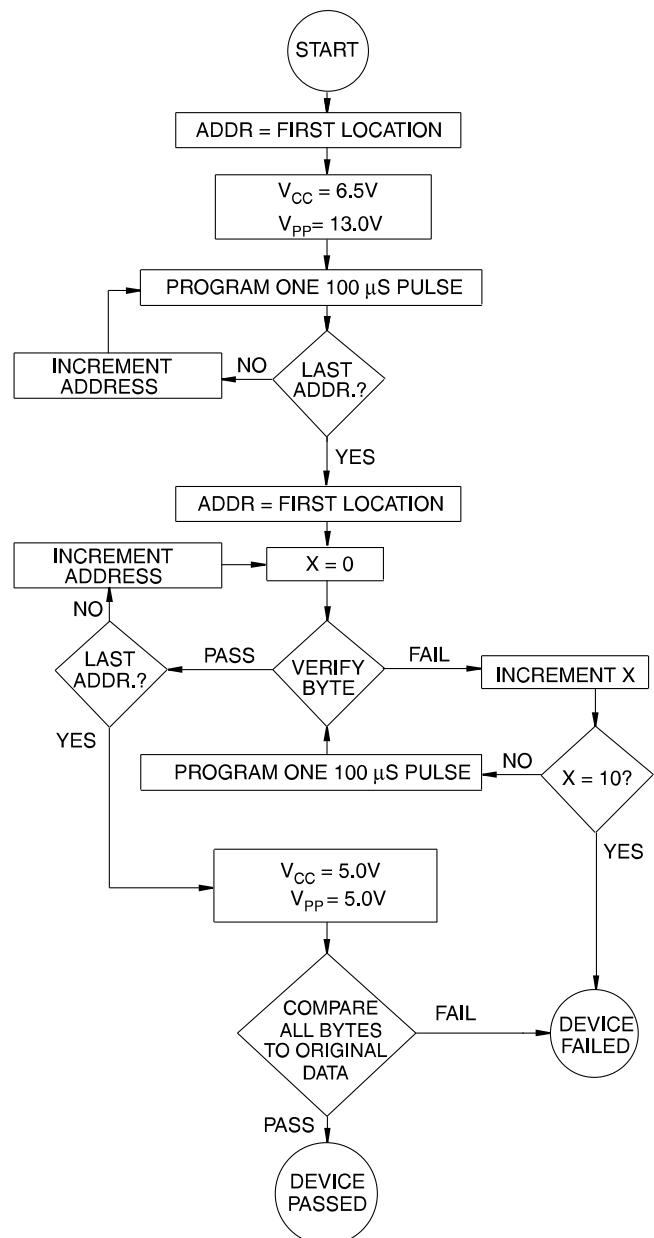 START
ADDR = FIRST LOCATION
VCC = 6.5V
VPP = 13.0V
PROGRAM ONE 100 μS PULSE
INCREMENT
ADDRESS
NO
LAST
ADDR.?
YES
ADDR = FIRST LOCATION
INCREMENT
ADDRESS
X = 0
NO
LAST
ADDR.?
PASS
VERIFY
BYTE
FAIL
INCREMENT X
YES
PROGRAM ONE 100 μS PULSE
NO
X = 10?
YES
VCC = 5.0V
VPP = 5.0V
COMPARE
ALL BYTES
TO ORIGINAL
DATA
FAIL
DEVICE
FAILED
PASS
DEVICE
PASSED